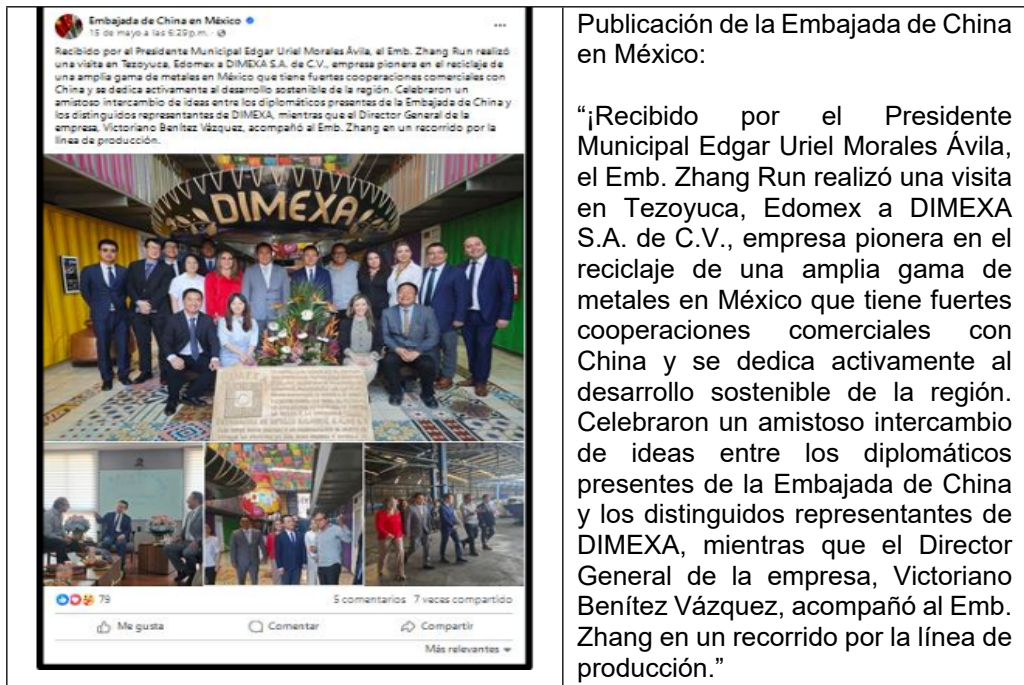 Embajada de China en México
15 de mayo a las 6:29 p.m. ·
Recibido por el Presidente Municipal Edgar Uriel Morales Ávila, el Emb. Zhang Run realizó
una visita en Tezoyuca, Edomex a DIMEXA S.A. de C.V., empresa pionera en el reciclaje de
una amplia gama de metales en México que tiene fuertes cooperaciones comerciales con
China y se dedica activamente al desarrollo sostenible de la región. Celebraron un
amistoso intercambio de ideas entre los diplomáticos presentes de la Embajada de China y
los distinguidos representantes de DIMEXA, mientras que el Director General de la
empresa, Victoriano Benítez Vázquez, acompañó al Emb. Zhang en un recorrido por la
línea de producción.
DIMEXA
79
5 comentarios 7 veces compartido
Me gusta
Comentar
Compartir
Más relevantes
Publicación de la Embajada de China
en México:
“¡Recibido por el Presidente
Municipal Edgar Uriel Morales Ávila,
el Emb. Zhang Run realizó una visita
en Tezoyuca, Edomex a DIMEXA
S.A. de C.V., empresa pionera en el
reciclaje de una amplia gama de
metales en México que tiene fuertes
cooperaciones comerciales con
China y se dedica activamente al
desarrollo sostenible de la región.
Celebraron un amistoso intercambio
de ideas entre los diplomáticos
presentes de la Embajada de China
y los distinguidos representantes de
DIMEXA, mientras que el Director
General de la empresa, Victoriano
Benítez Vázquez, acompañó al Emb.
Zhang en un recorrido por la línea de
producción.”